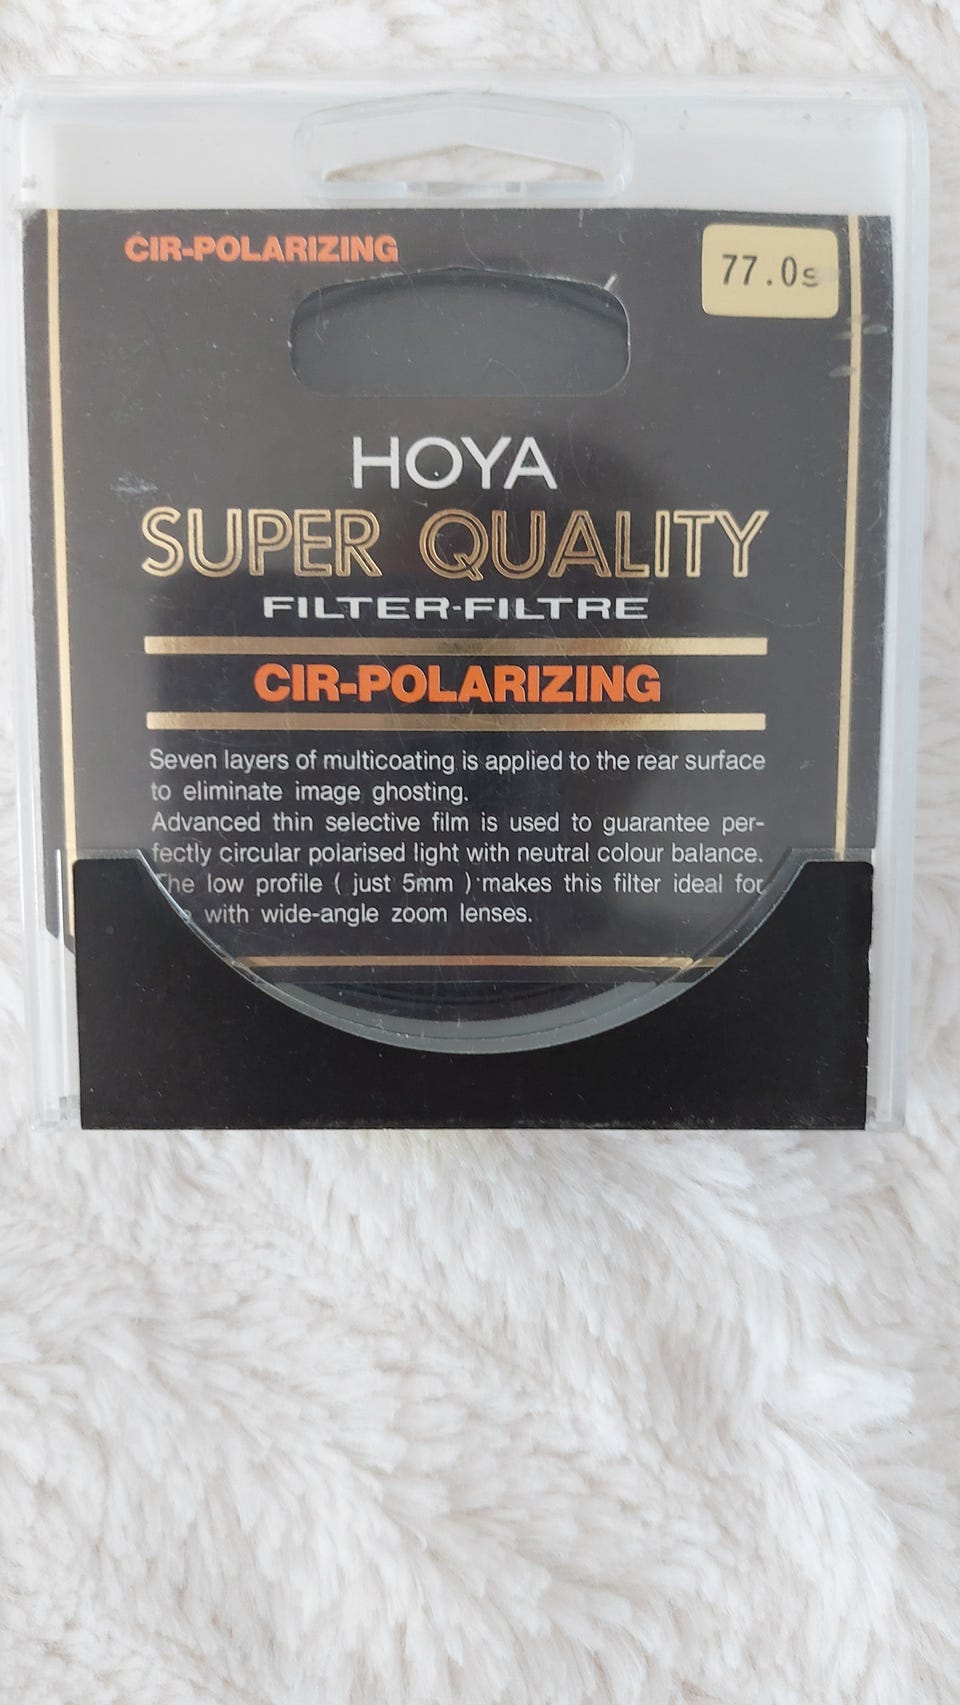 CIR-POLARIZING
77.0s
HOYA
SUPER QUALITY
FILTER-FILTRE
CIR-POLARIZING
Seven layers of multicoating is applied to the rear surface
to eliminate image ghosting.
Advanced thin selective film is used to guarantee per-
fectly circular polarised light with neutral colour balance.
The low profile ( just 5mm ) makes this filter ideal for
with wide-angle zoom lenses.